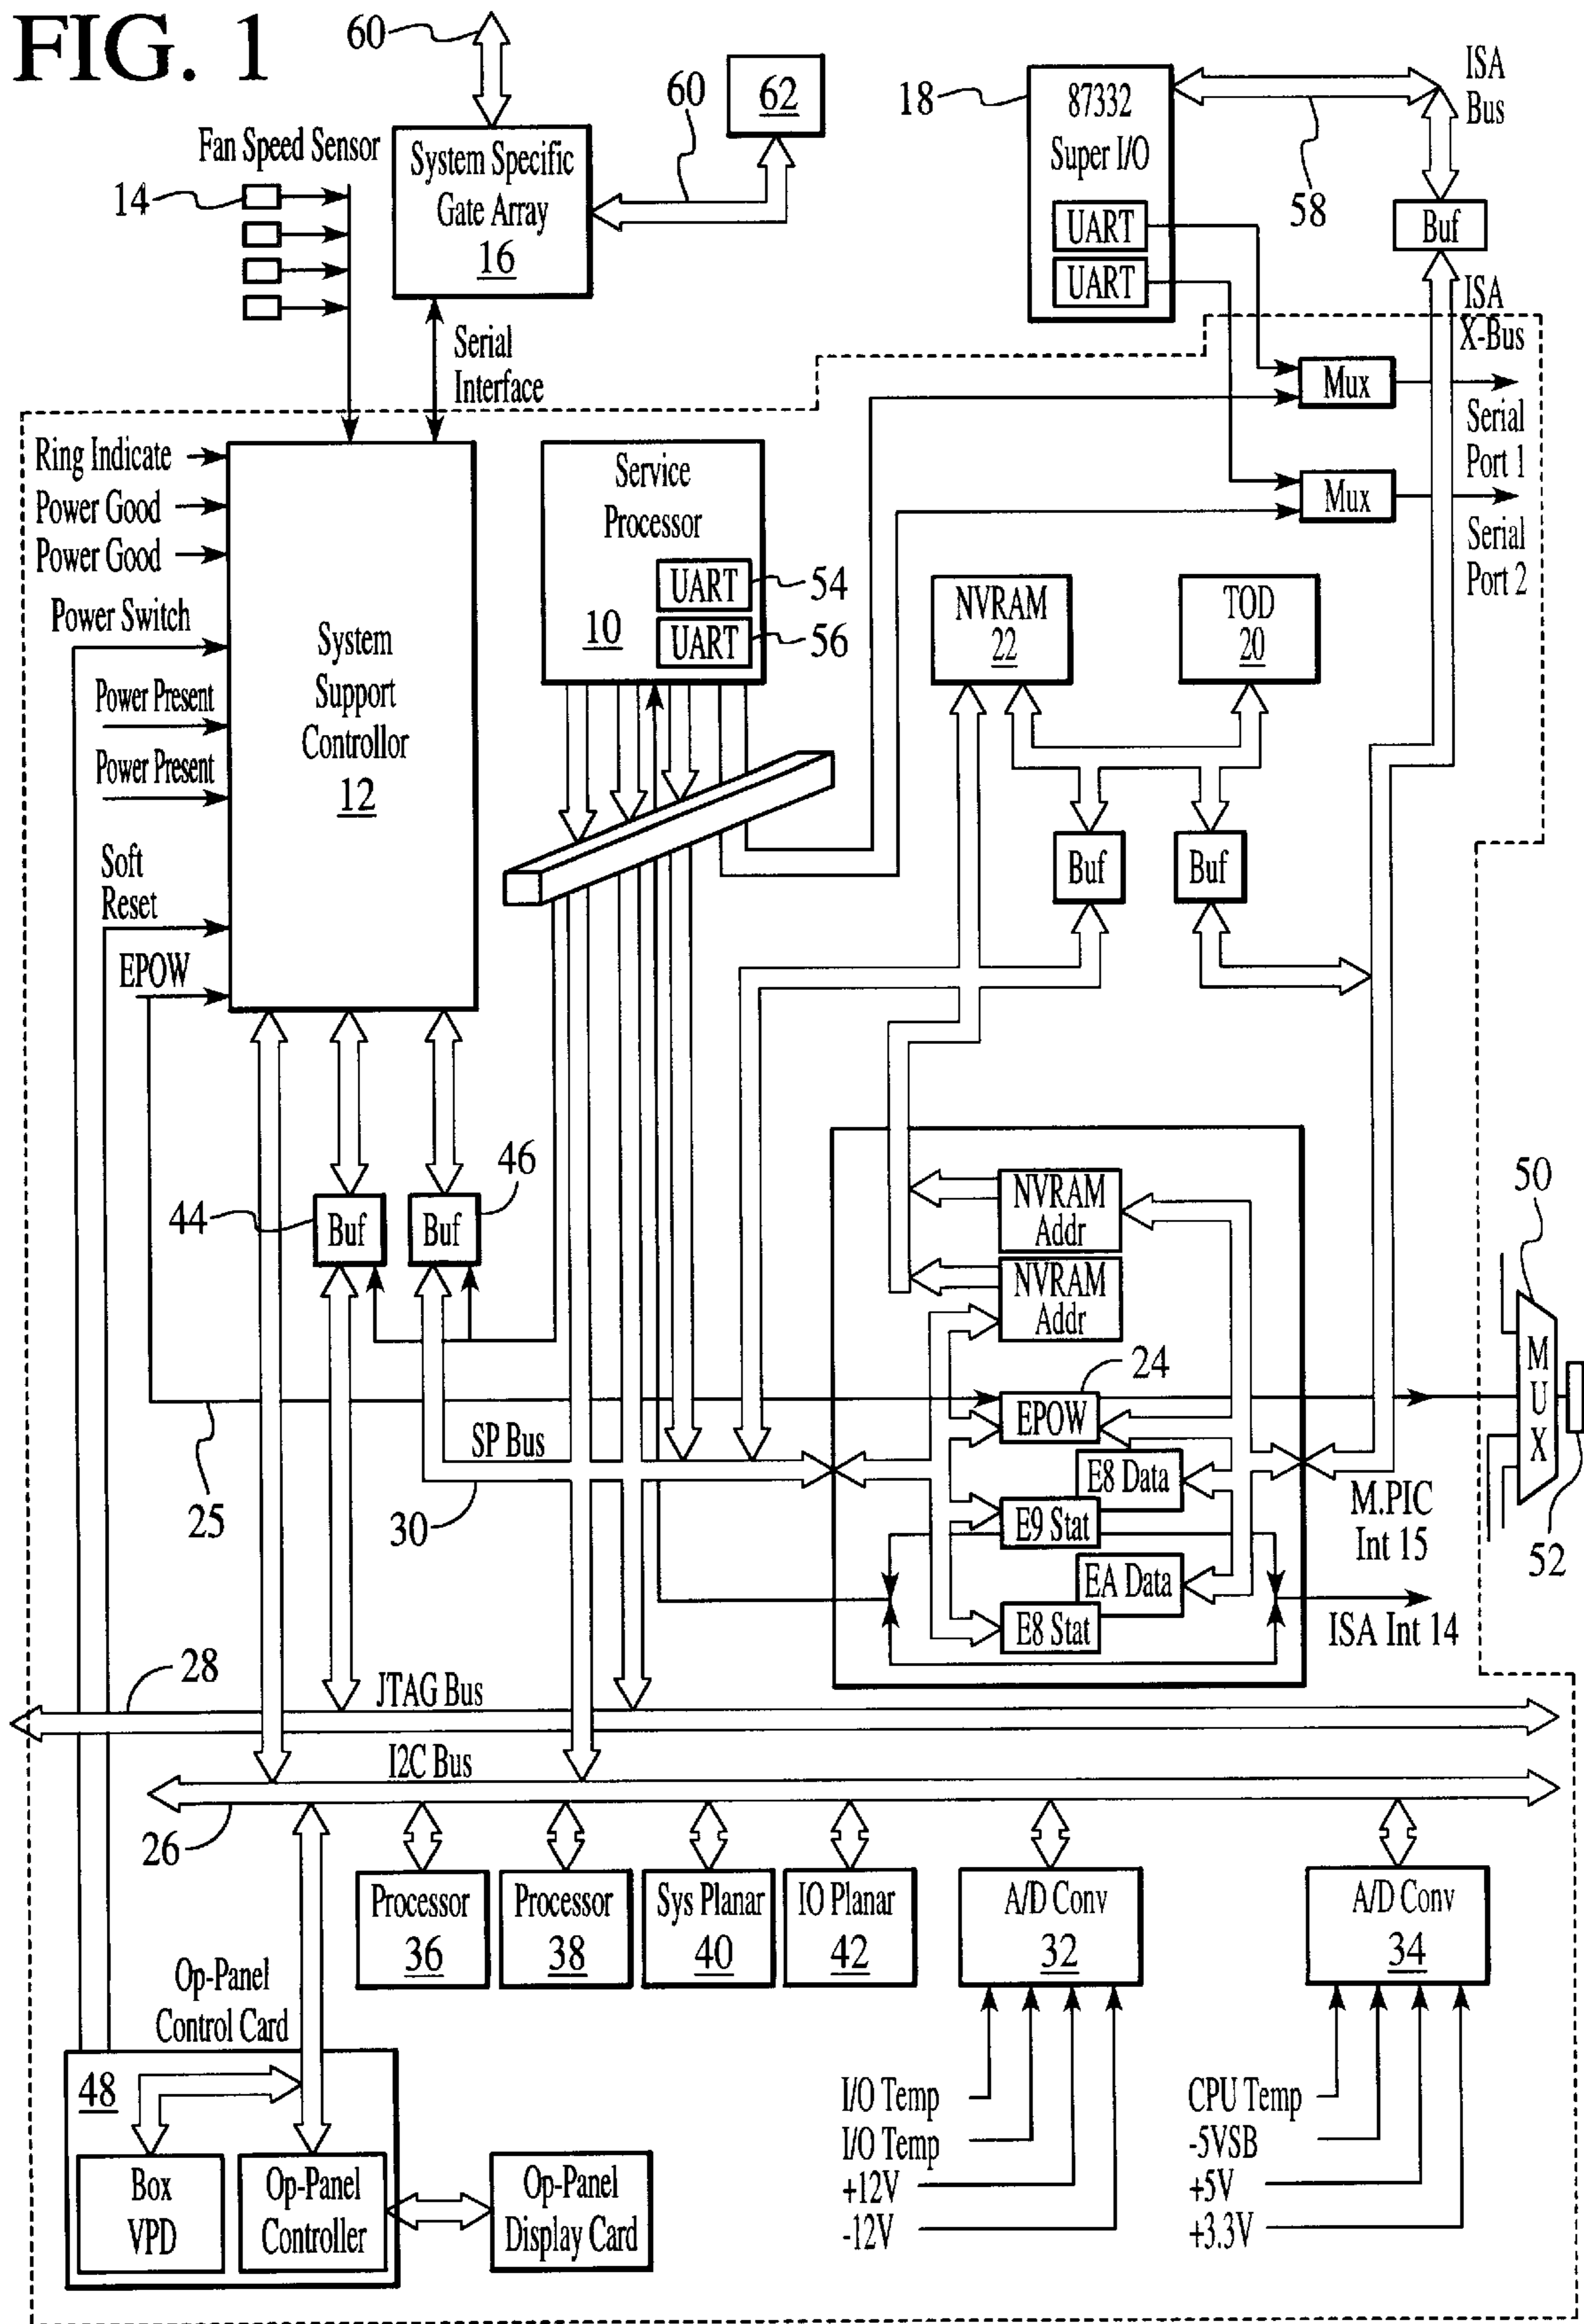 FIG. 1
60
62
60
18
87332
Super I/O
UART
UART
ISA
Bus
58
Buf
ISA
X-Bus
Fan Speed Sensor
14
System Specific
Gate Array
16
Serial
Interface
Mux
Serial
Port 1
Mux
Serial
Port 2
Ring Indicate
Power Good
Power Good
Power Switch
Power Present
Power Present
Soft
Reset
EPOW
System
Support
Controllor
12
Service
Processor
10
UART
54
UART
56
NVRAM
22
TOD
20
Buf
Buf
44
Buf
Buf
46
NVRAM
Addr
NVRAM
Addr
24
EPOW
E8 Data
E9 Stat
EA Data
E8 Stat
50
MUX
52
M.PIC
Int 15
ISA Int 14
25
SP Bus
30
28
JTAG Bus
I2C Bus
26
Processor
36
Processor
38
Sys Planar
40
IO Planar
42
A/D Conv
32
A/D Conv
34
Op-Panel
Control Card
48
Box
VPD
Op-Panel
Controller
Op-Panel
Display Card
I/O Temp
I/O Temp
+12V
-12V
CPU Temp
-5VSB
+5V
+3.3V